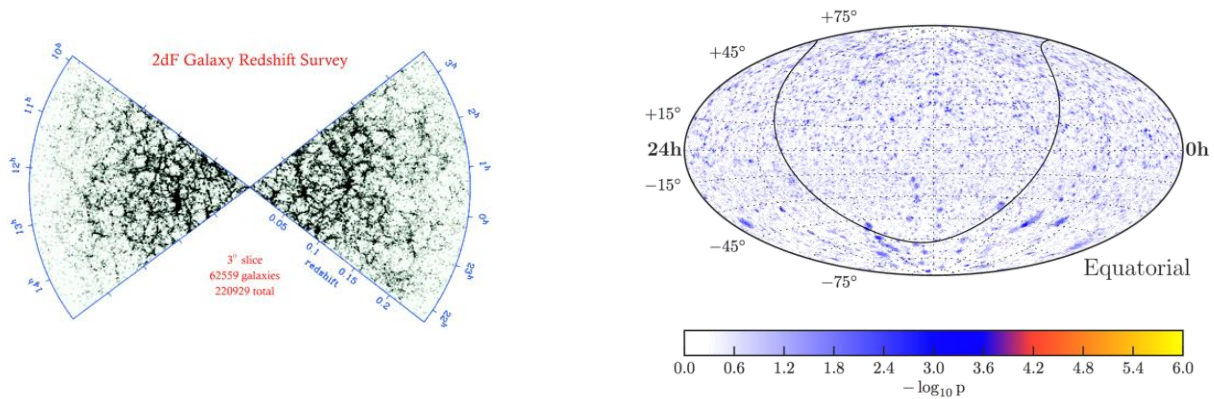 2dF Galaxy Redshift Survey
10h
11h
12h
13h
14h
3h
2h
1h
0h
23h
22h
0.05
0.1
0.15
0.2
redshift
3° slice
62559 galaxies
220929 total
+75°
+45°
+15°
24h
0h
−15°
−45°
−75°
Equatorial
0.0 0.6 1.2 1.8 2.4 3.0 3.6 4.2 4.8 5.4 6.0
− log10 p